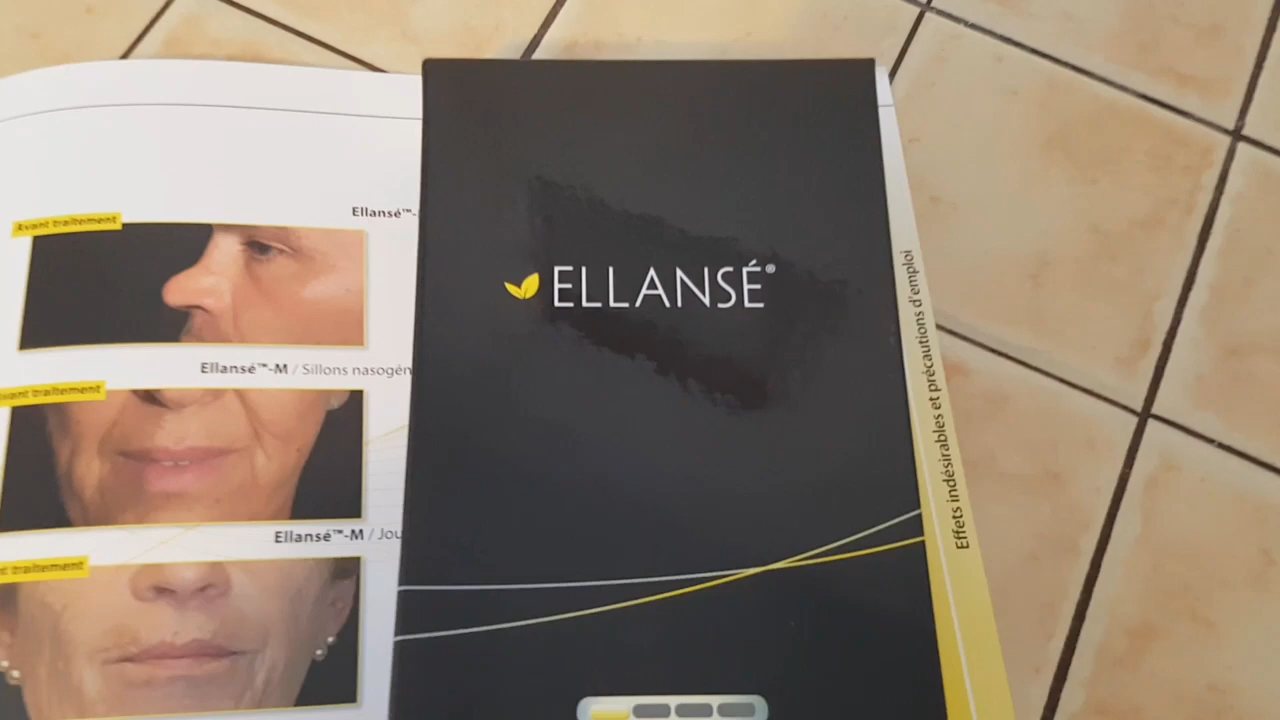 Ellansé™-
Avant traitement
Ellansé™-M / Sillons nasogén
vant traitement
Ellansé™-M / Jou
t traitement
ELLANSÉ®
Effets indésirables et précautions d'emploi